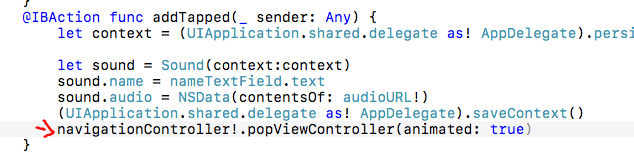 }
@IBAction func addTapped(_ sender: Any) {
let context = (UIApplication.shared.delegate as! AppDelegate).persi
let sound = Sound(context:context)
sound.name = nameTextField.text
sound.audio = NSData(contentsOf: audioURL!)
(UIApplication.shared.delegate as! AppDelegate).saveContext()
navigationController!.popViewController(animated: true)
}